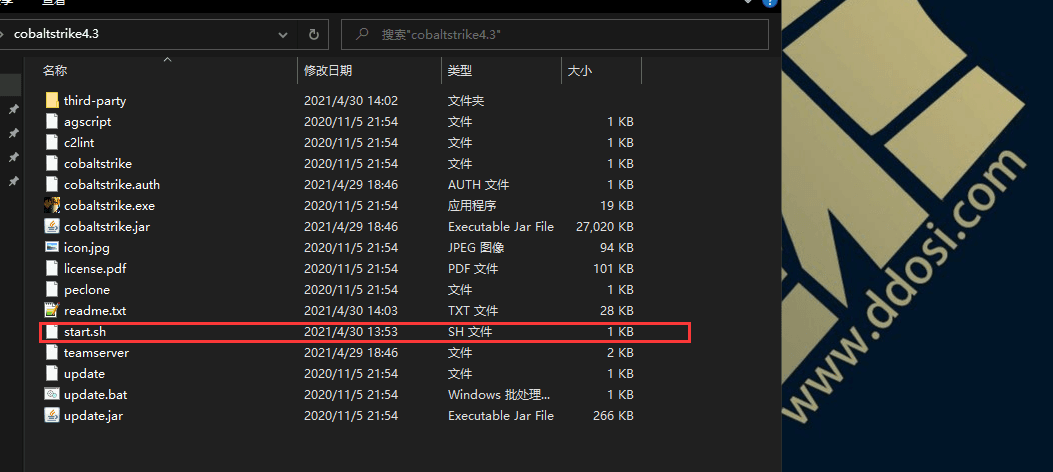 查看
cobaltstrike4.3
搜索"cobaltstrike4.3"
名称 修改日期 类型 大小
third-party 2021/4/30 14:02 文件夹
agscript 2020/11/5 21:54 文件 1 KB
c2lint 2020/11/5 21:54 文件 1 KB
cobaltstrike 2020/11/5 21:54 文件 1 KB
cobaltstrike.auth 2021/4/29 18:46 AUTH 文件 1 KB
cobaltstrike.exe 2020/11/5 21:54 应用程序 19 KB
cobaltstrike.jar 2021/4/29 18:46 Executable Jar File 27,020 KB
icon.jpg 2020/11/5 21:54 JPEG 图像 94 KB
license.pdf 2020/11/5 21:54 PDF 文件 101 KB
peclone 2020/11/5 21:54 文件 1 KB
readme.txt 2021/4/30 14:03 TXT 文件 28 KB
start.sh 2021/4/30 13:53 SH 文件 1 KB
teamserver 2021/4/29 18:46 文件 2 KB
update 2020/11/5 21:54 文件 1 KB
update.bat 2020/11/5 21:54 Windows 批处理... 1 KB
update.jar 2020/11/5 21:54 Executable Jar File 266 KB
www.ddosi.com